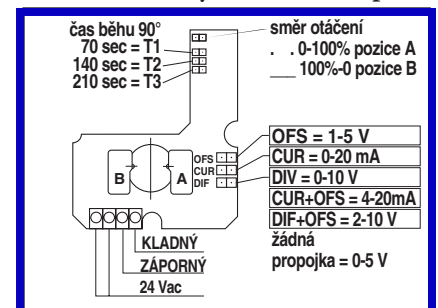 čas běhu 90°
70 sec = T1
140 sec = T2
210 sec = T3
směr otáčení
. . 0-100% pozice A
___ 100%-0 pozice B
OFS
CUR
DIF
B
A
OFS = 1-5 V
CUR = 0-20 mA
DIV = 0-10 V
CUR+OFS = 4-20mA
DIF+OFS = 2-10 V
žádná
propojka = 0-5 V
KLADNÝ
ZÁPORNÝ
24 Vac